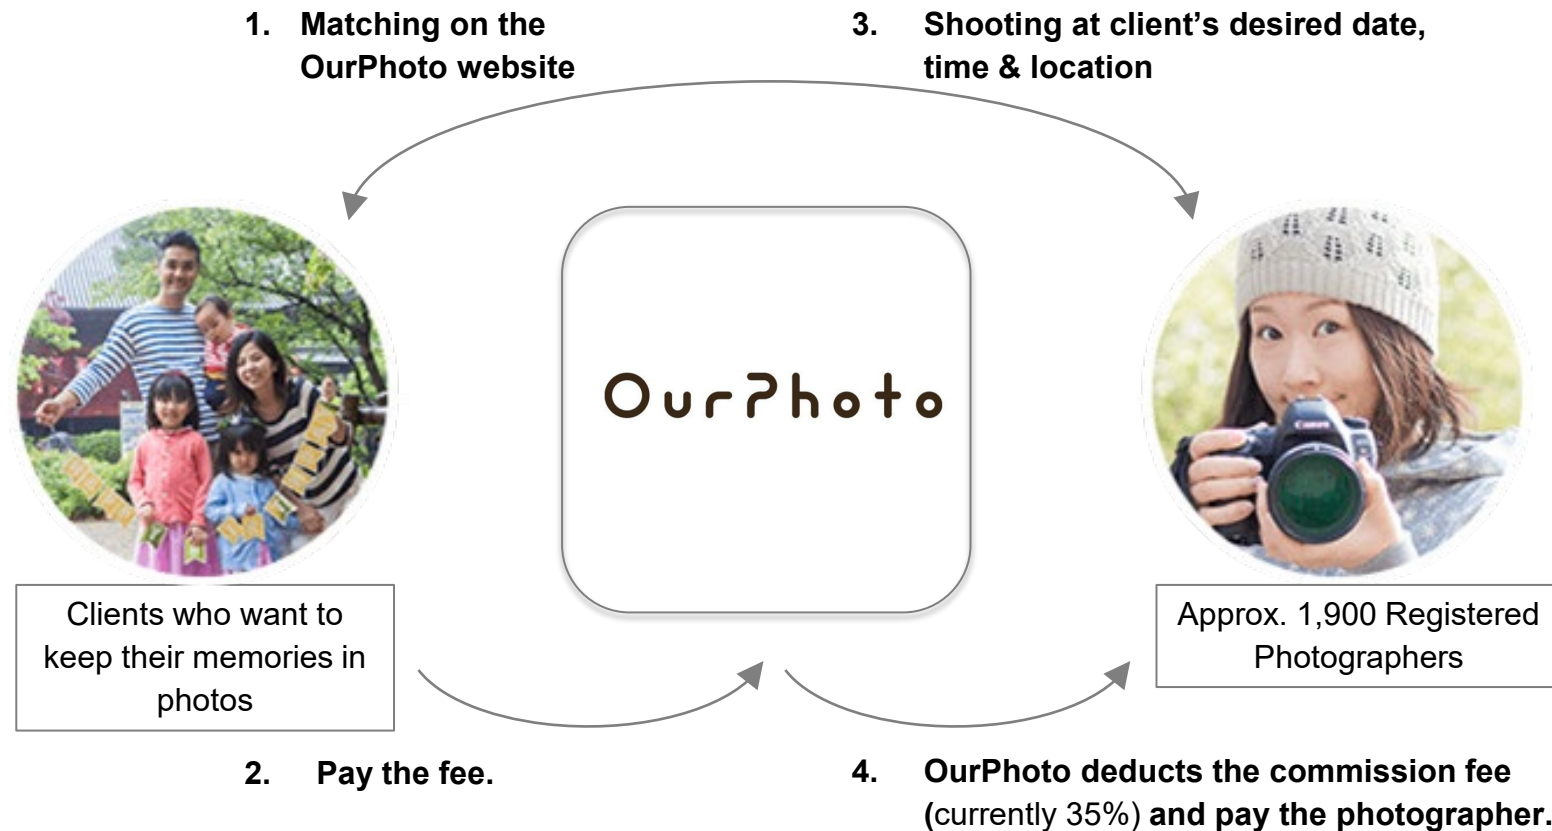 1. Matching on the
OurPhoto website
3. Shooting at client’s desired date,
time & location
OurPhoto
Canon
Clients who want to
keep their memories in
photos
Approx. 1,900 Registered
Photographers
2. Pay the fee.
4. OurPhoto deducts the commission fee
(currently 35%) and pay the photographer.